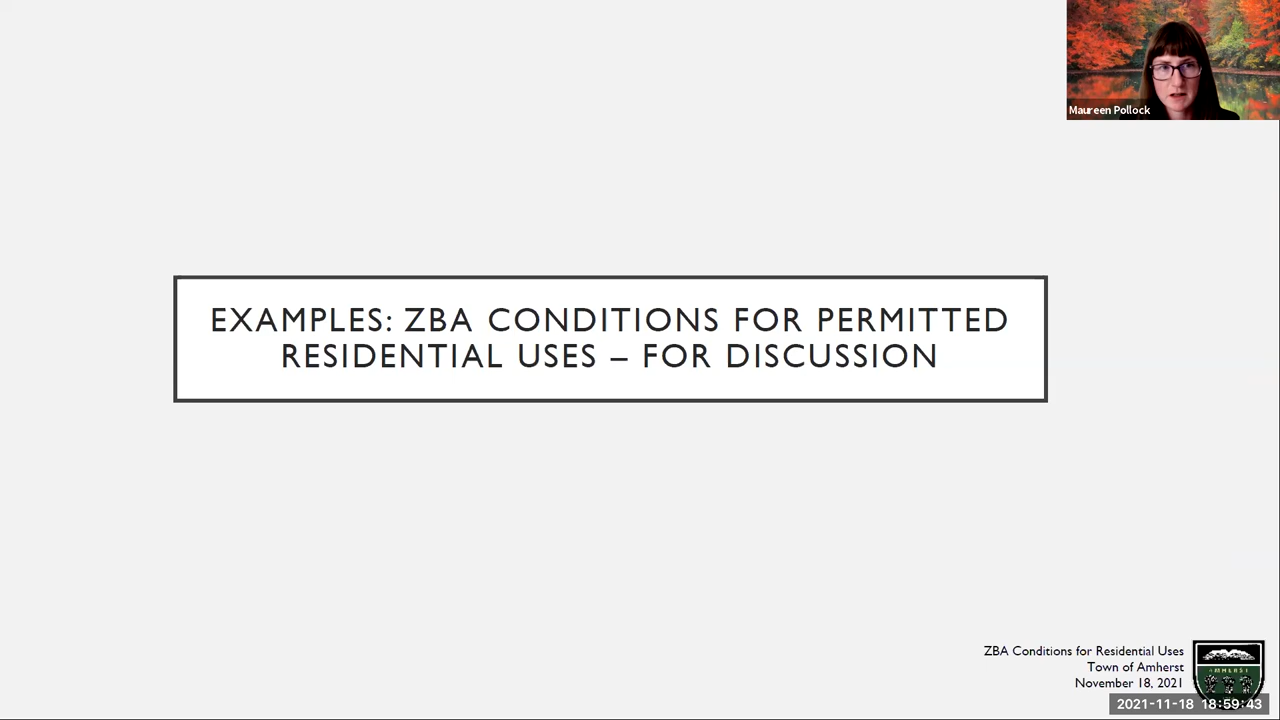 Maureen Pollock
EXAMPLES: ZBA CONDITIONS FOR PERMITTED
RESIDENTIAL USES – FOR DISCUSSION
ZBA Conditions for Residential Uses
Town of Amherst
November 18, 2021
AMHERST
2021-11-18 18:59:43